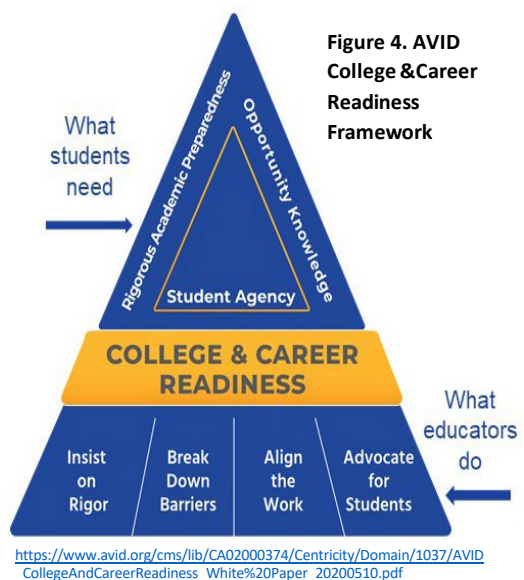 Figure 4. AVID
College &Career
Readiness
Framework
What
students
need
Rigorous Academic Preparedness
Opportunity Knowledge
Student Agency
COLLEGE & CAREER
READINESS
What
educators
do
Insist
on
Rigor
Break
Down
Barriers
Align
the
Work
Advocate
for
Students
https://www.avid.org/cms/lib/CA02000374/Centricity/Domain/1037/AVID
_CollegeAndCareerReadiness_White%20Paper_20200510.pdf